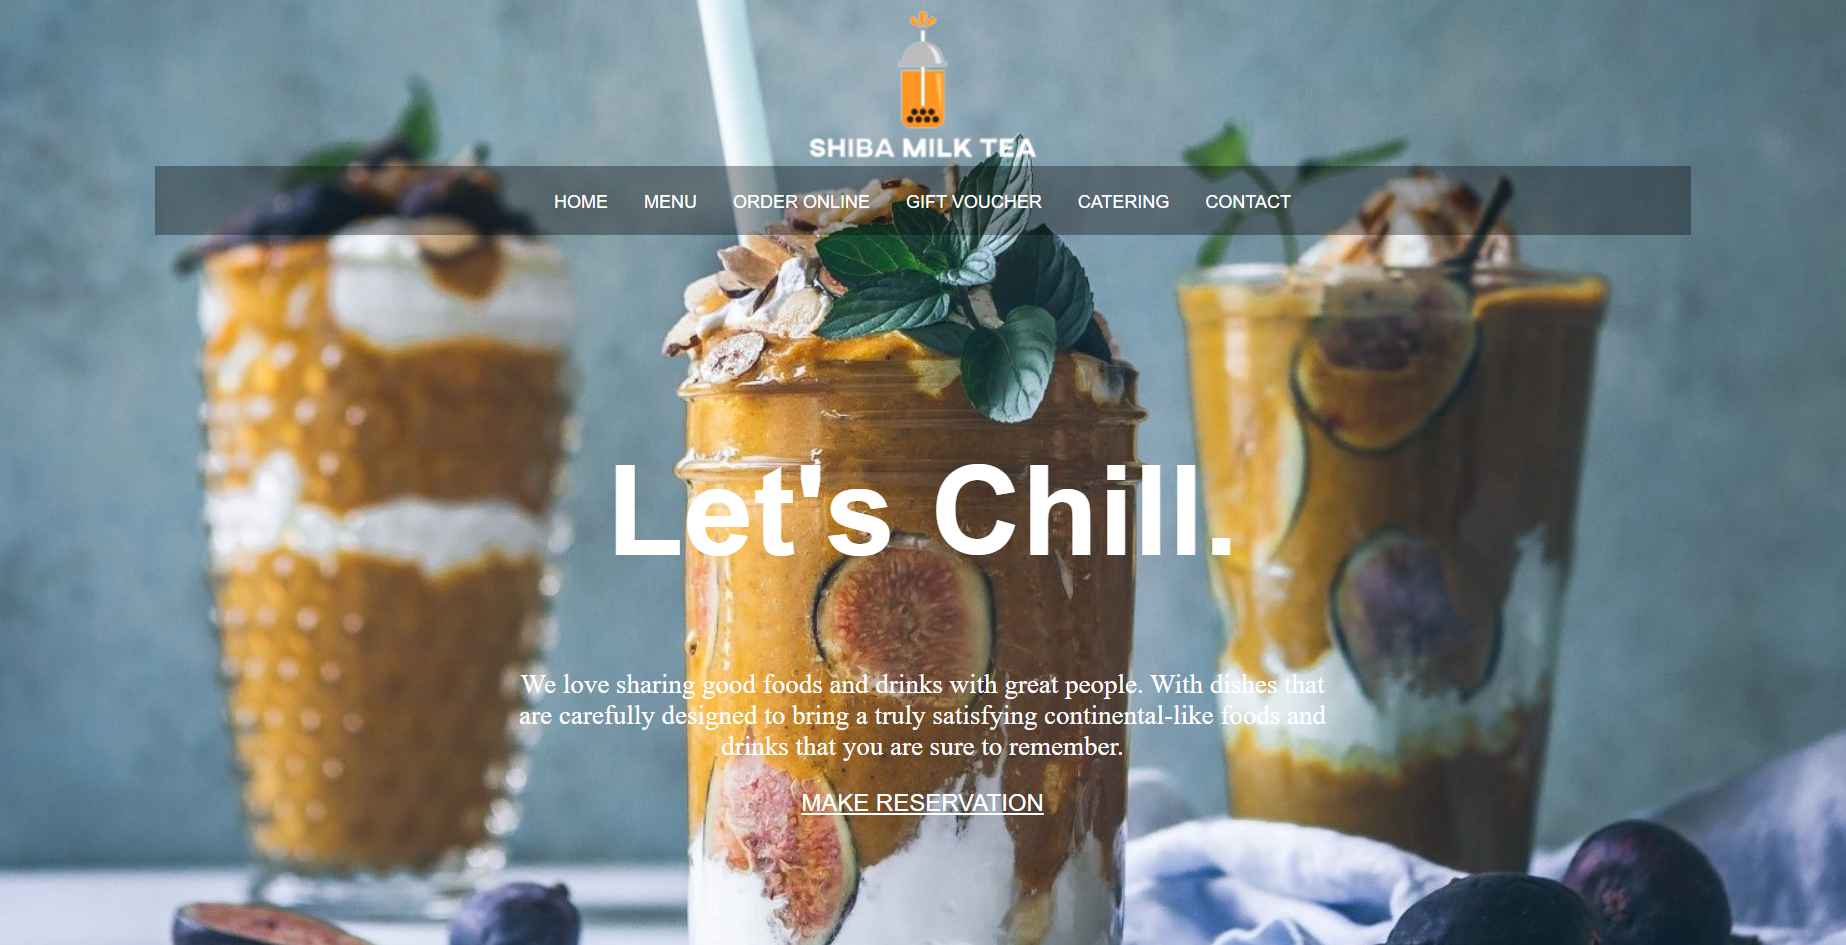 SHIBA MILK TEA
HOME MENU ORDER ONLINE GIFT VOUCHER CATERING CONTACT
Let's Chill.
We love sharing good foods and drinks with great people. With dishes that
are carefully designed to bring a truly satisfying continental-like foods and
drinks that you are sure to remember.
MAKE RESERVATION